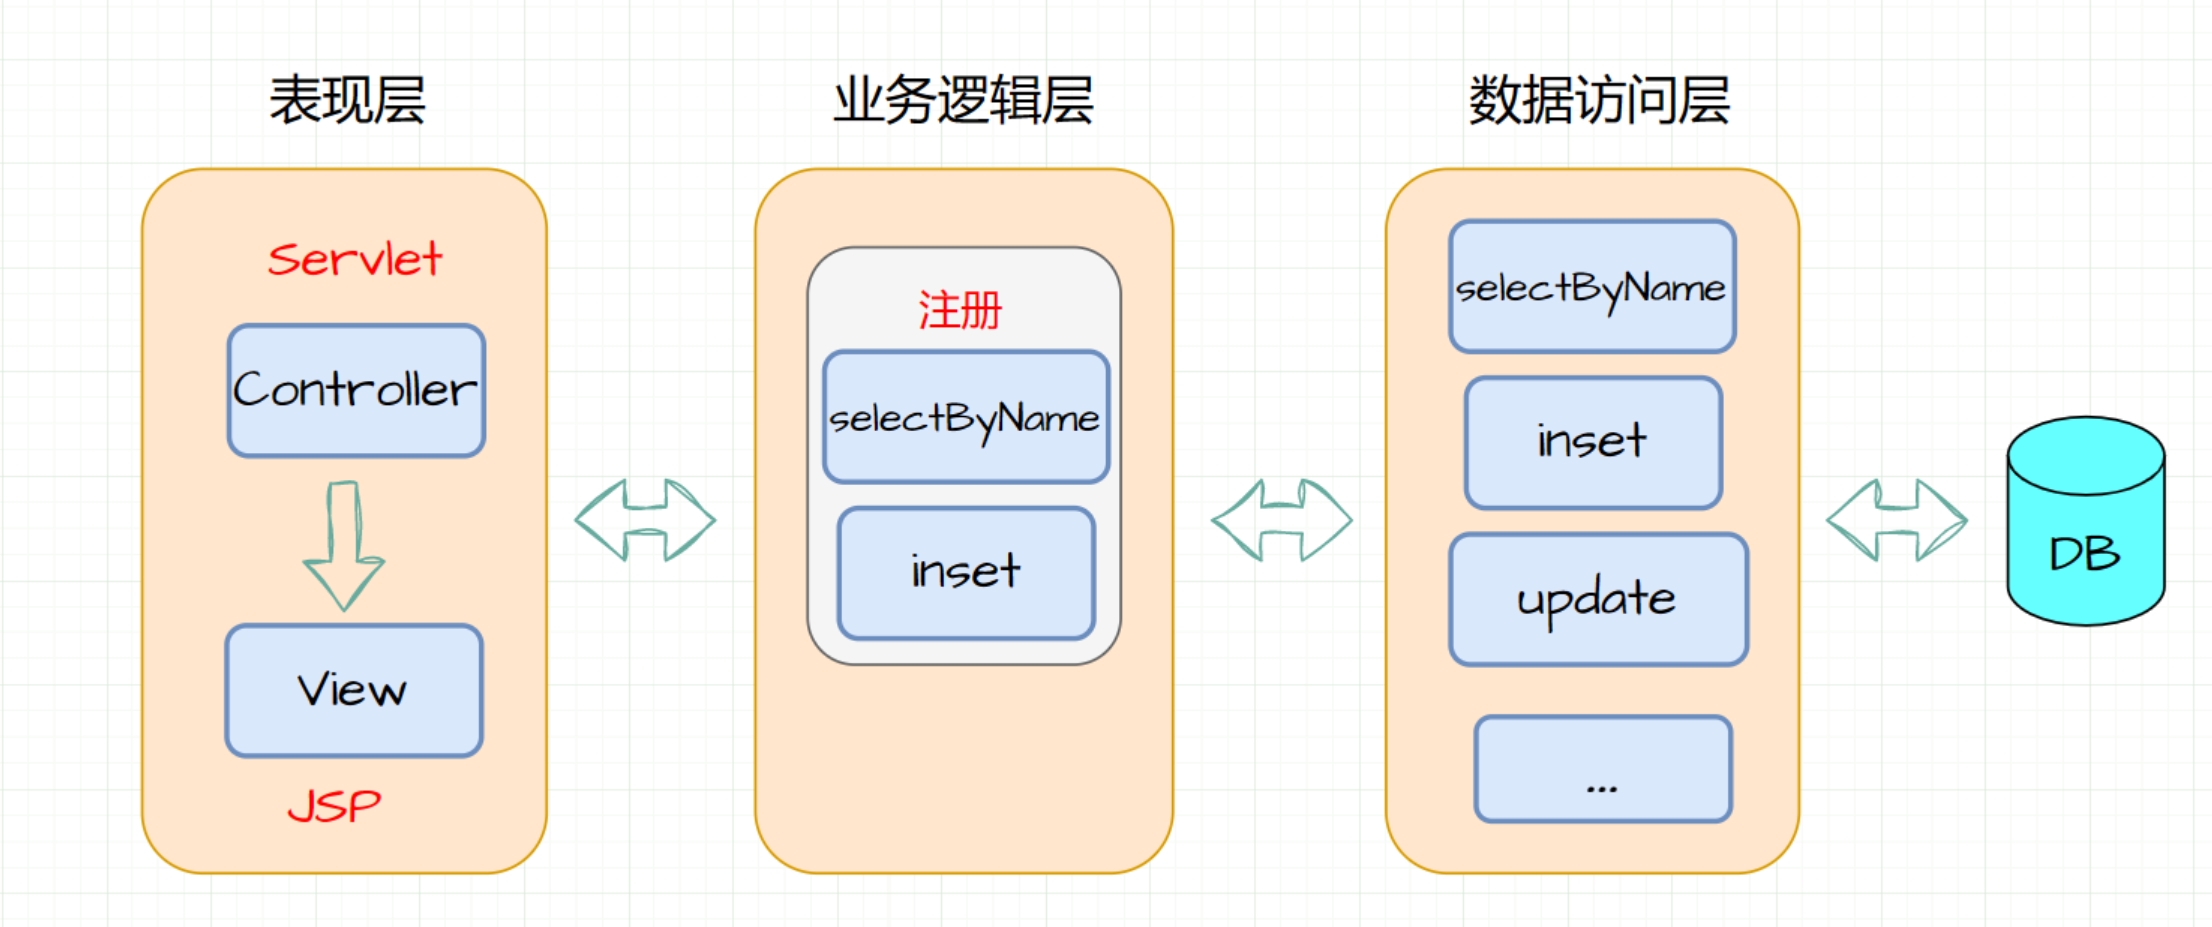 表现层
Servlet
Controller
View
JSP
业务逻辑层
注册
selectByName
inset
数据访问层
selectByName
inset
update
...
DB